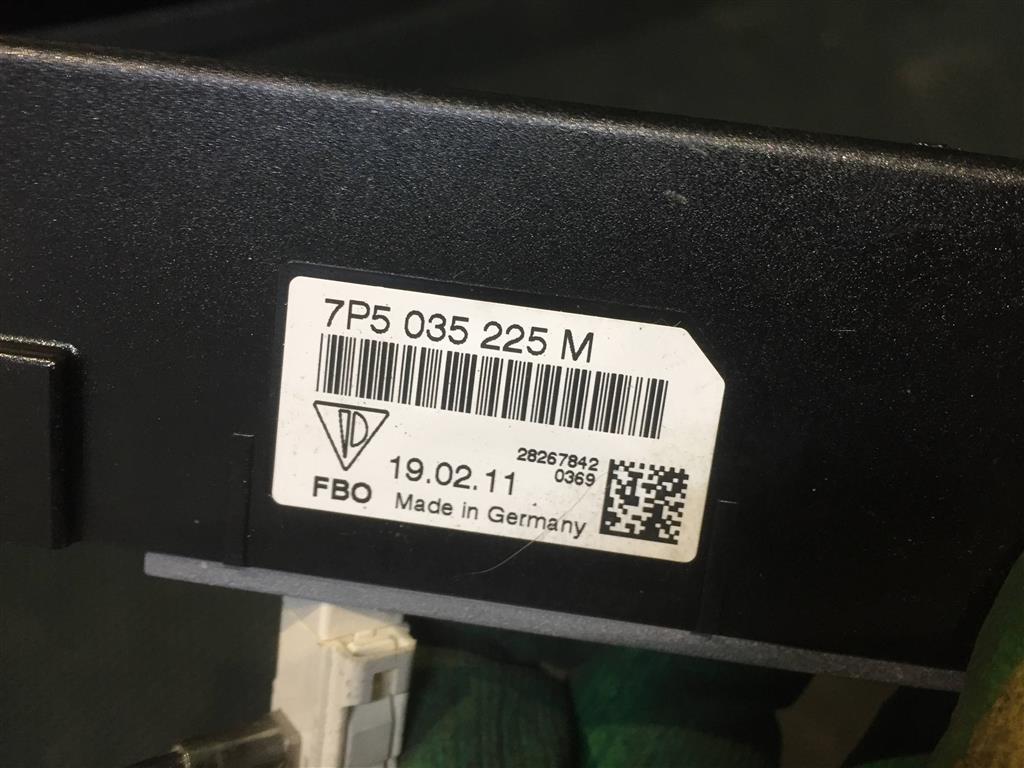 7P5 035 225 M
28267842
0369
19.02.11
FBO
Made in Germany